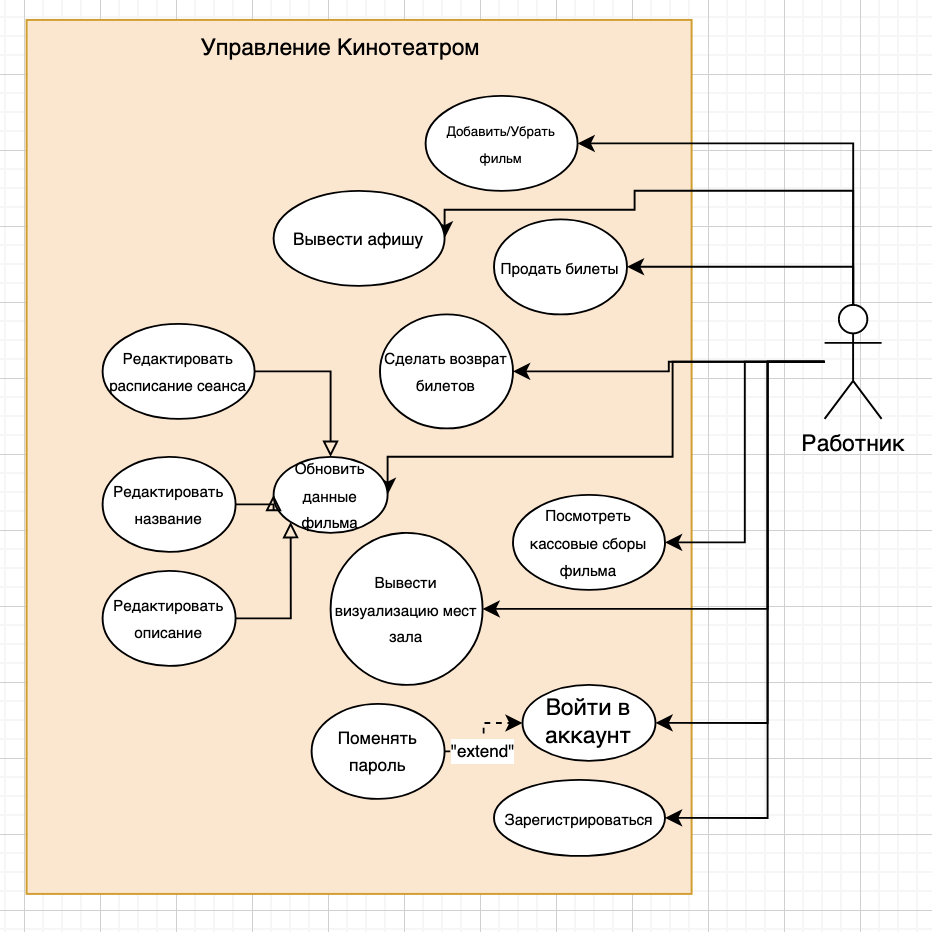 Управление Кинотеатром
Добавить/Убрать
фильм
Вывести афишу
Продать билеты
Редактировать
расписание сеанса
Сделать возврат
билетов
Работник
Обновить
данные
фильма
Редактировать
название
Посмотреть
кассовые сборы
фильма
Вывести
визуализацию мест
зала
Редактировать
описание
Войти в
аккаунт
Поменять
пароль
"extend"
Зарегистрироваться